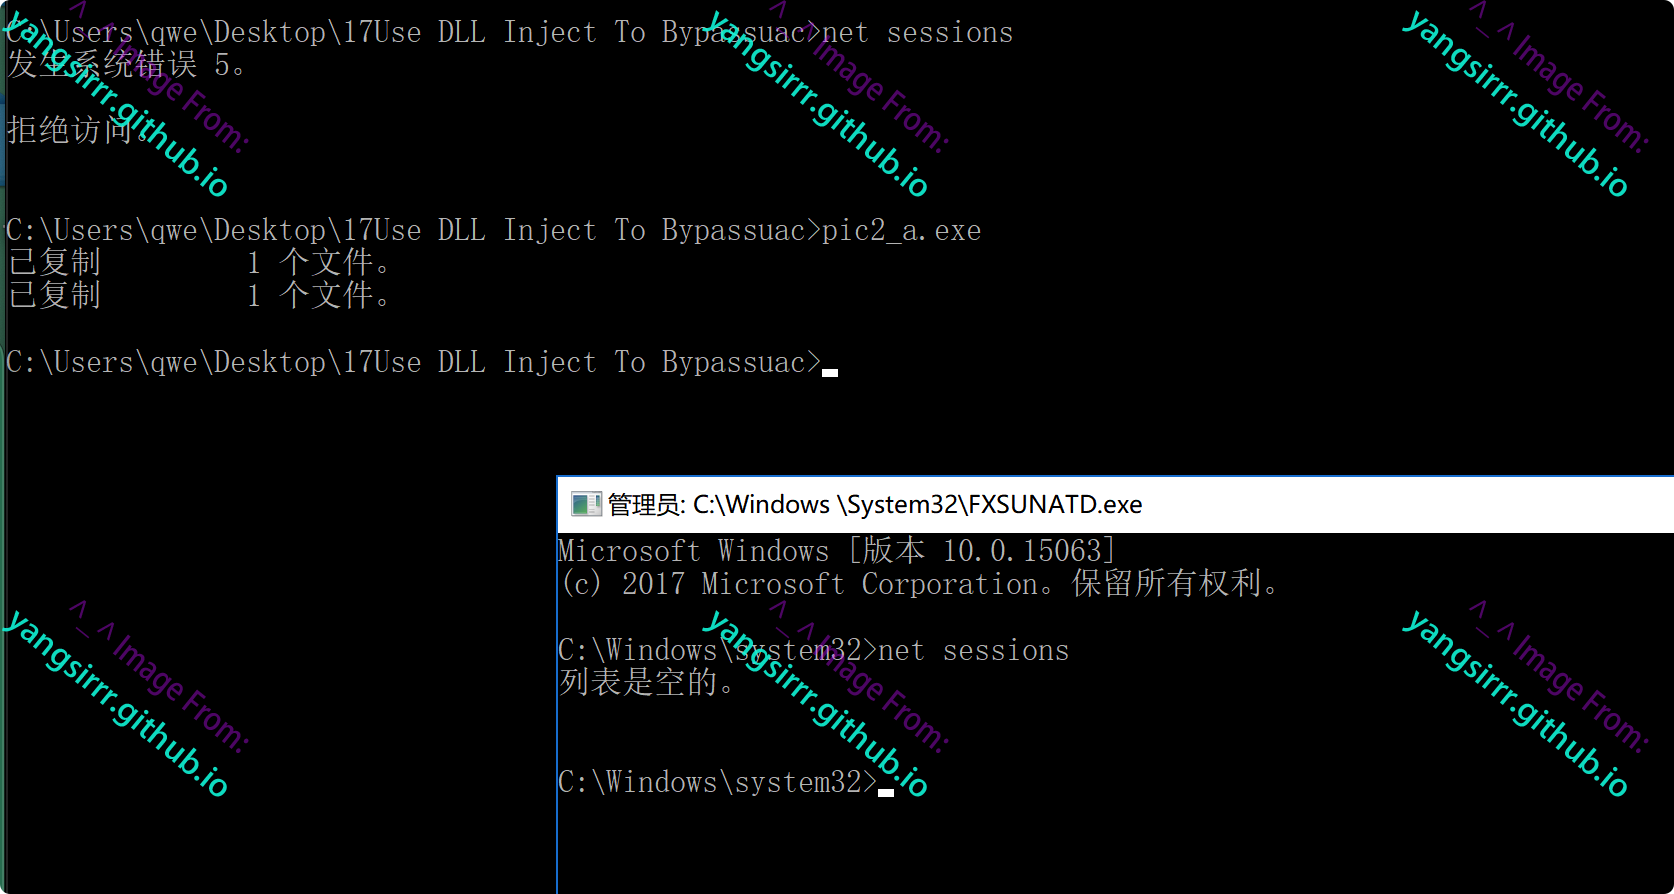 C:\Users\qwe\Desktop\17Use DLL Inject To Bypassuac>net sessions
发生系统错误 5。
拒绝访问。
C:\Users\qwe\Desktop\17Use DLL Inject To Bypassuac>pic2_a.exe
已复制         1 个文件。
已复制         1 个文件。
C:\Users\qwe\Desktop\17Use DLL Inject To Bypassuac>
管理员: C:\Windows \System32\FXSUNATD.exe
Microsoft Windows [版本 10.0.15063]
(c) 2017 Microsoft Corporation。保留所有权利。
C:\Windows\system32>net sessions
列表是空的。
C:\Windows\system32>
^_^ Image From:
yangsirrr.github.io
^_^ Image From:
yangsirrr.github.io
^_^ Image From:
yangsirrr.github.io
^_^ Image From:
yangsirrr.github.io
^_^ Image From:
yangsirrr.github.io
^_^ Image From:
yangsirrr.github.io